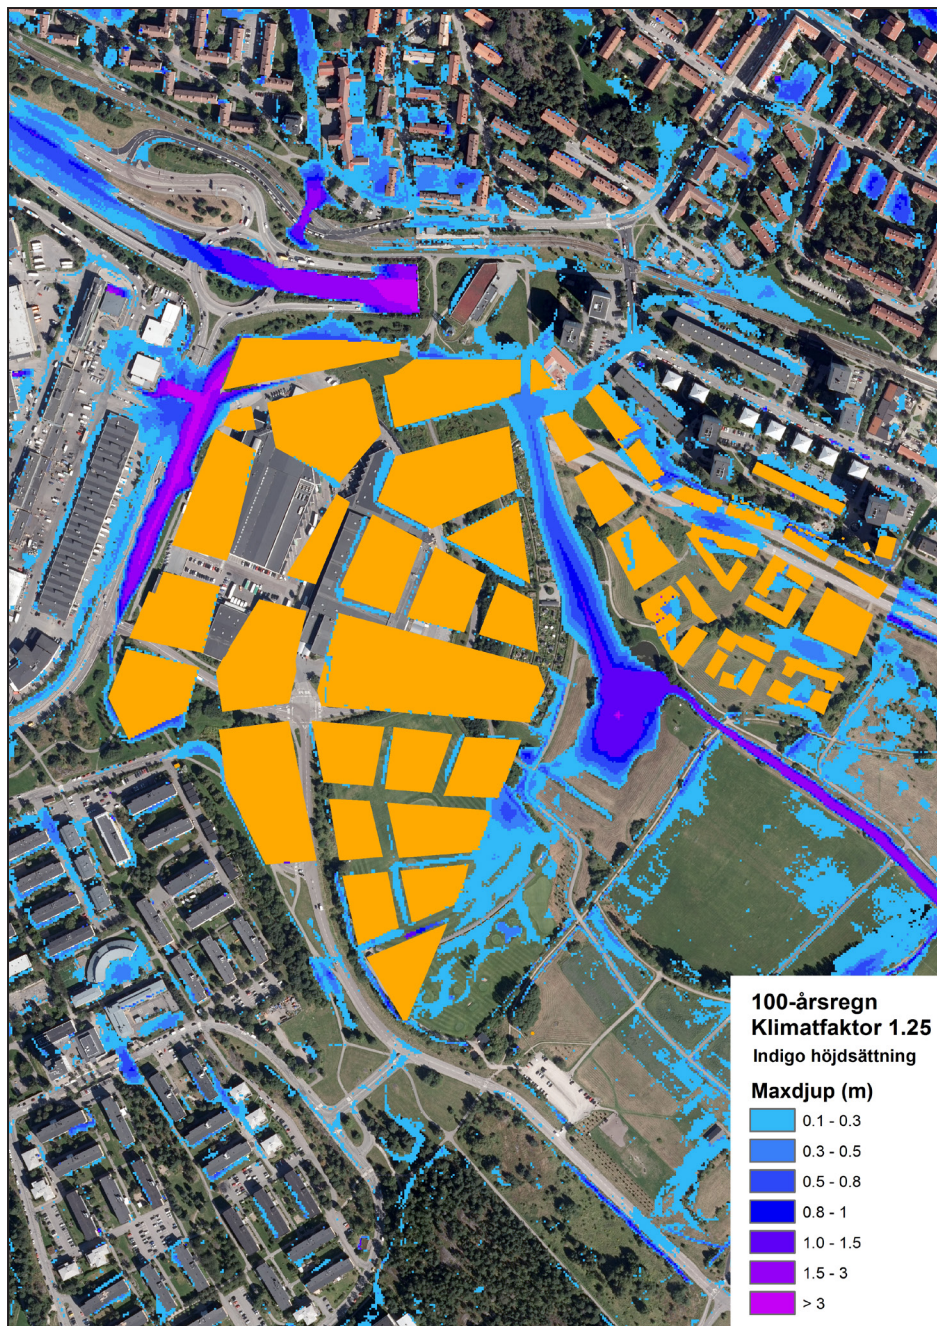 100-årsregn
Klimatfaktor 1.25
Indigo höjdsättning
Maxdjup (m)
0.1 - 0.3
0.3 - 0.5
0.5 - 0.8
0.8 - 1
1.0 - 1.5
1.5 - 3
> 3